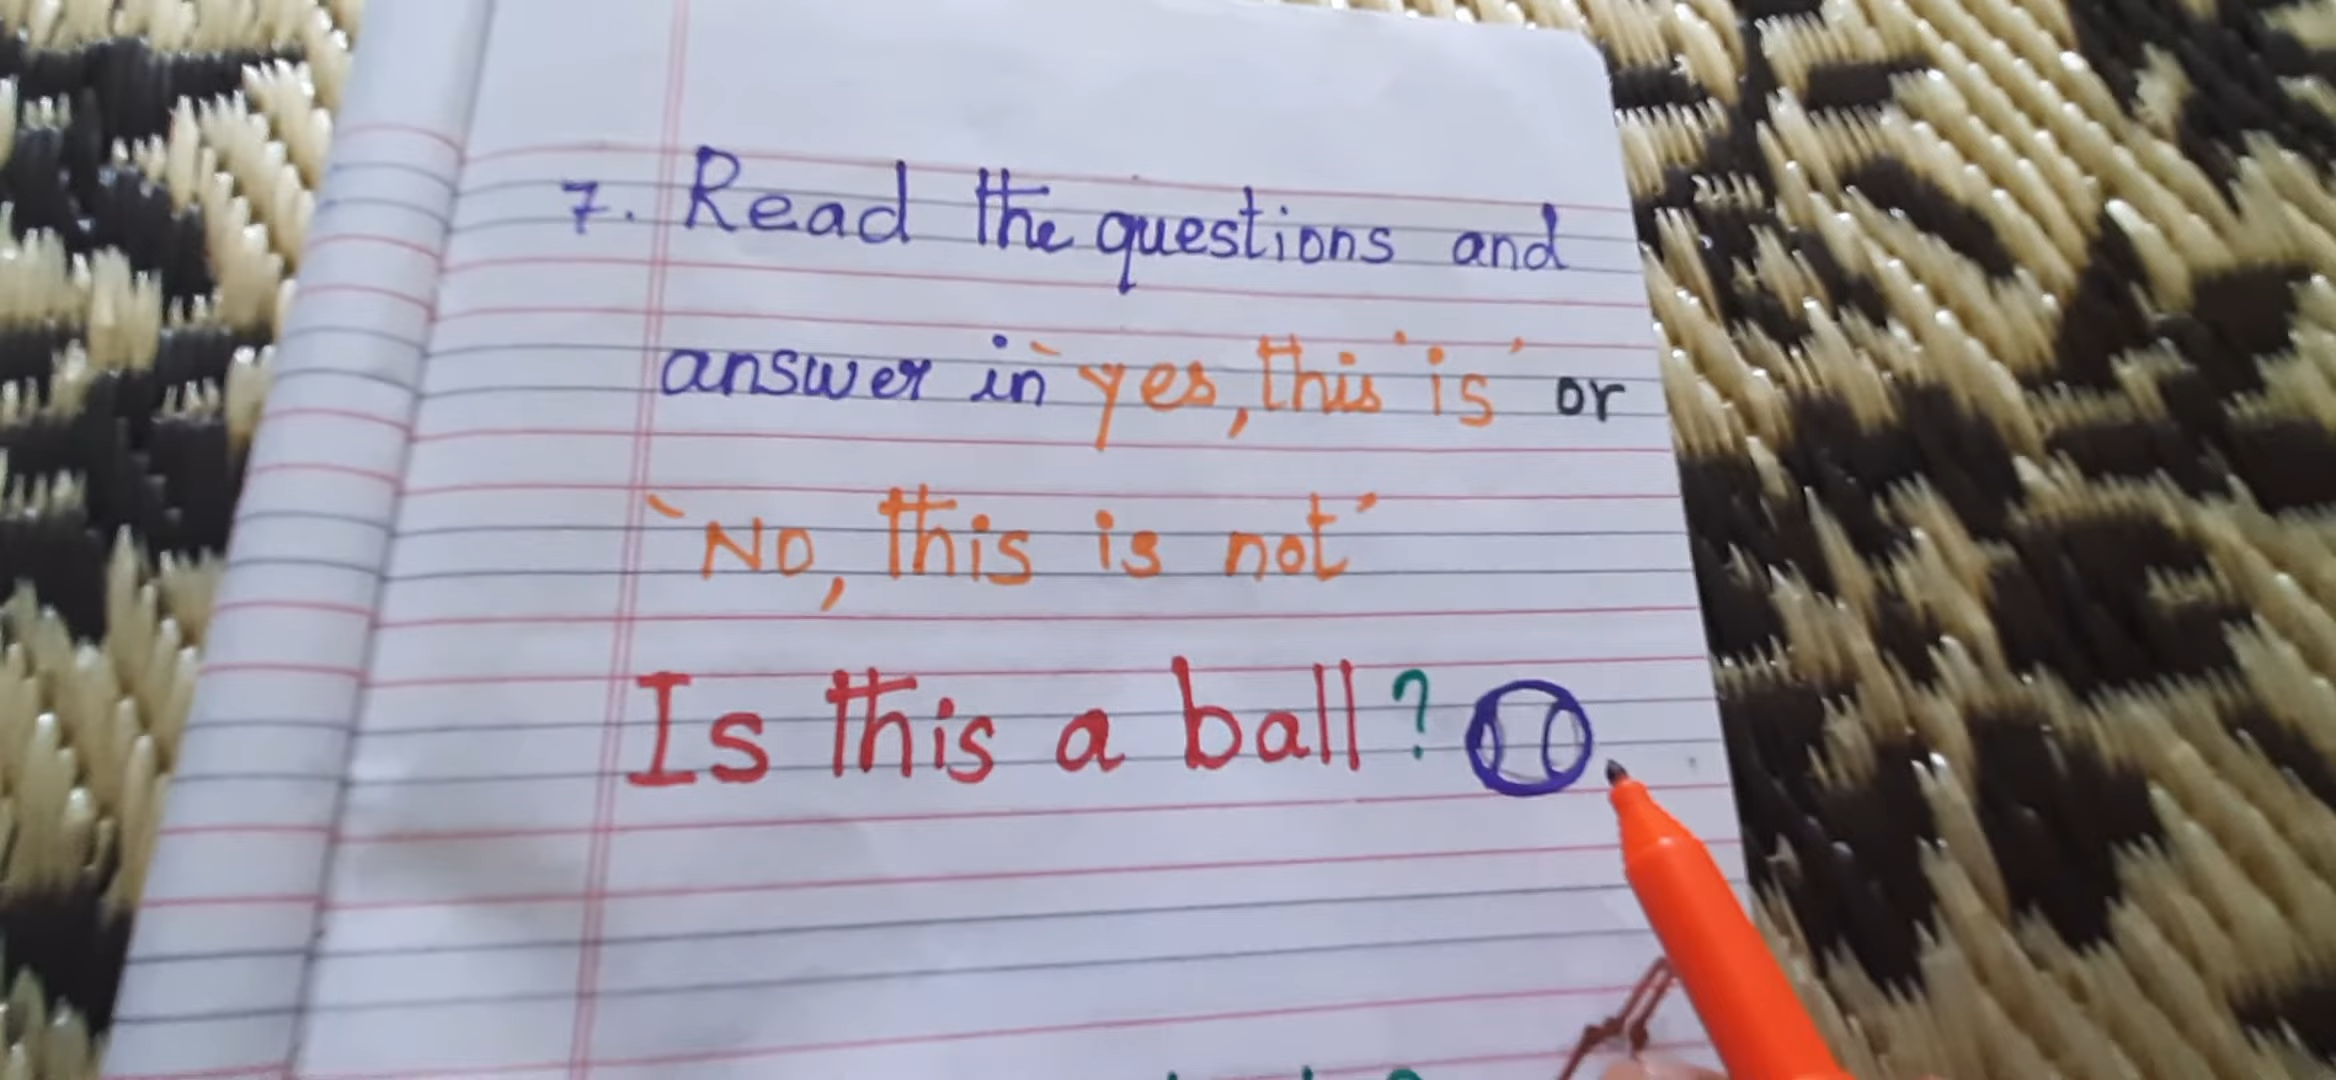 7. Read the questions and
answer in `yes, this is´ or
`No, this is not´
Is this a ball?